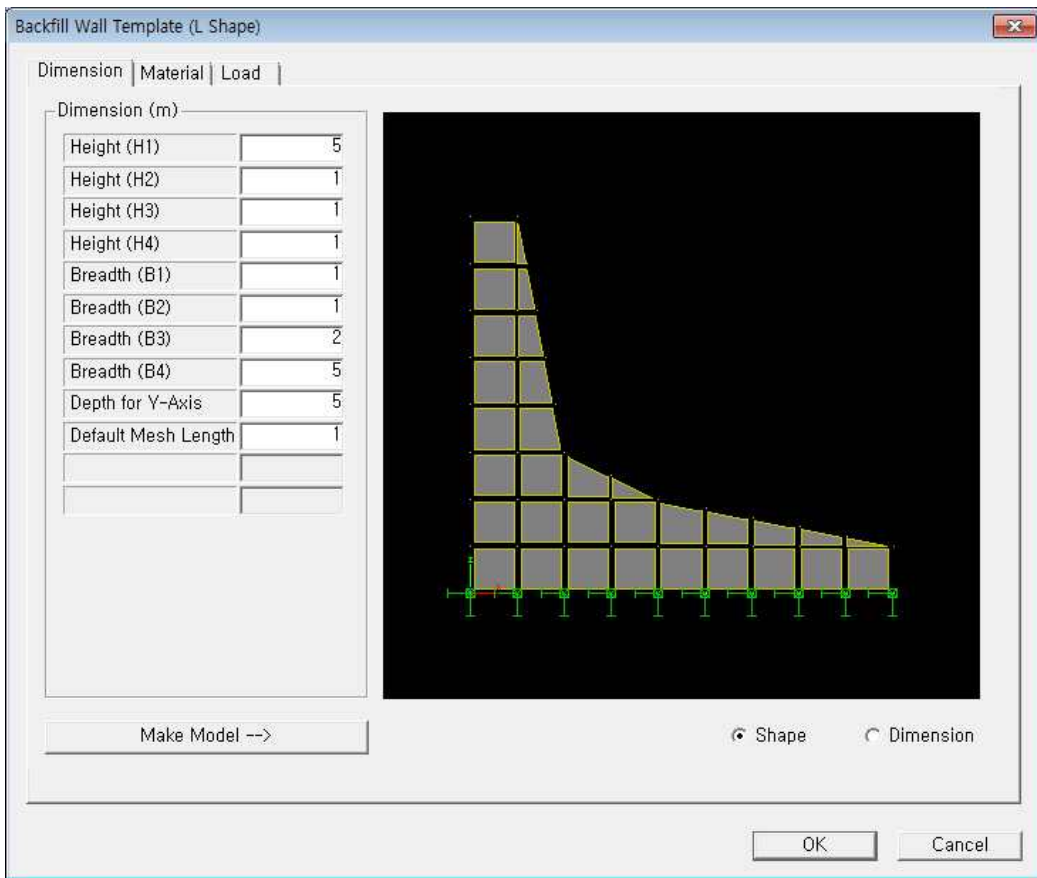 Backfill Wall Template (L Shape)
Dimension Material Load
Dimension (m)
Height (H1) 5
Height (H2) 1
Height (H3) 1
Height (H4) 1
Breadth (B1) 1
Breadth (B2) 1
Breadth (B3) 2
Breadth (B4) 5
Depth for Y-Axis 5
Default Mesh Length 1
Make Model -->
Shape Dimension
OK Cancel